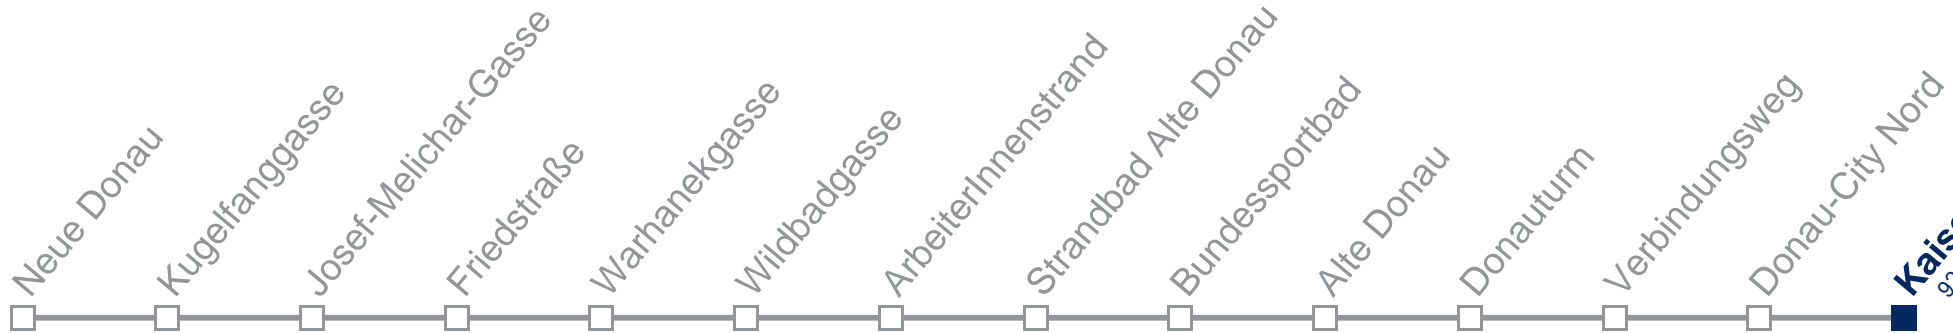 Neue Donau
Kugelfanggasse
Josef-Melichar-Gasse
Friedstraße
Warhanekgasse
Wildbadgasse
ArbeiterInnenstrand
Strandbad Alte Donau
Bundessportbad
Alte Donau
Donauturm
Verbindungsweg
Donau-City Nord